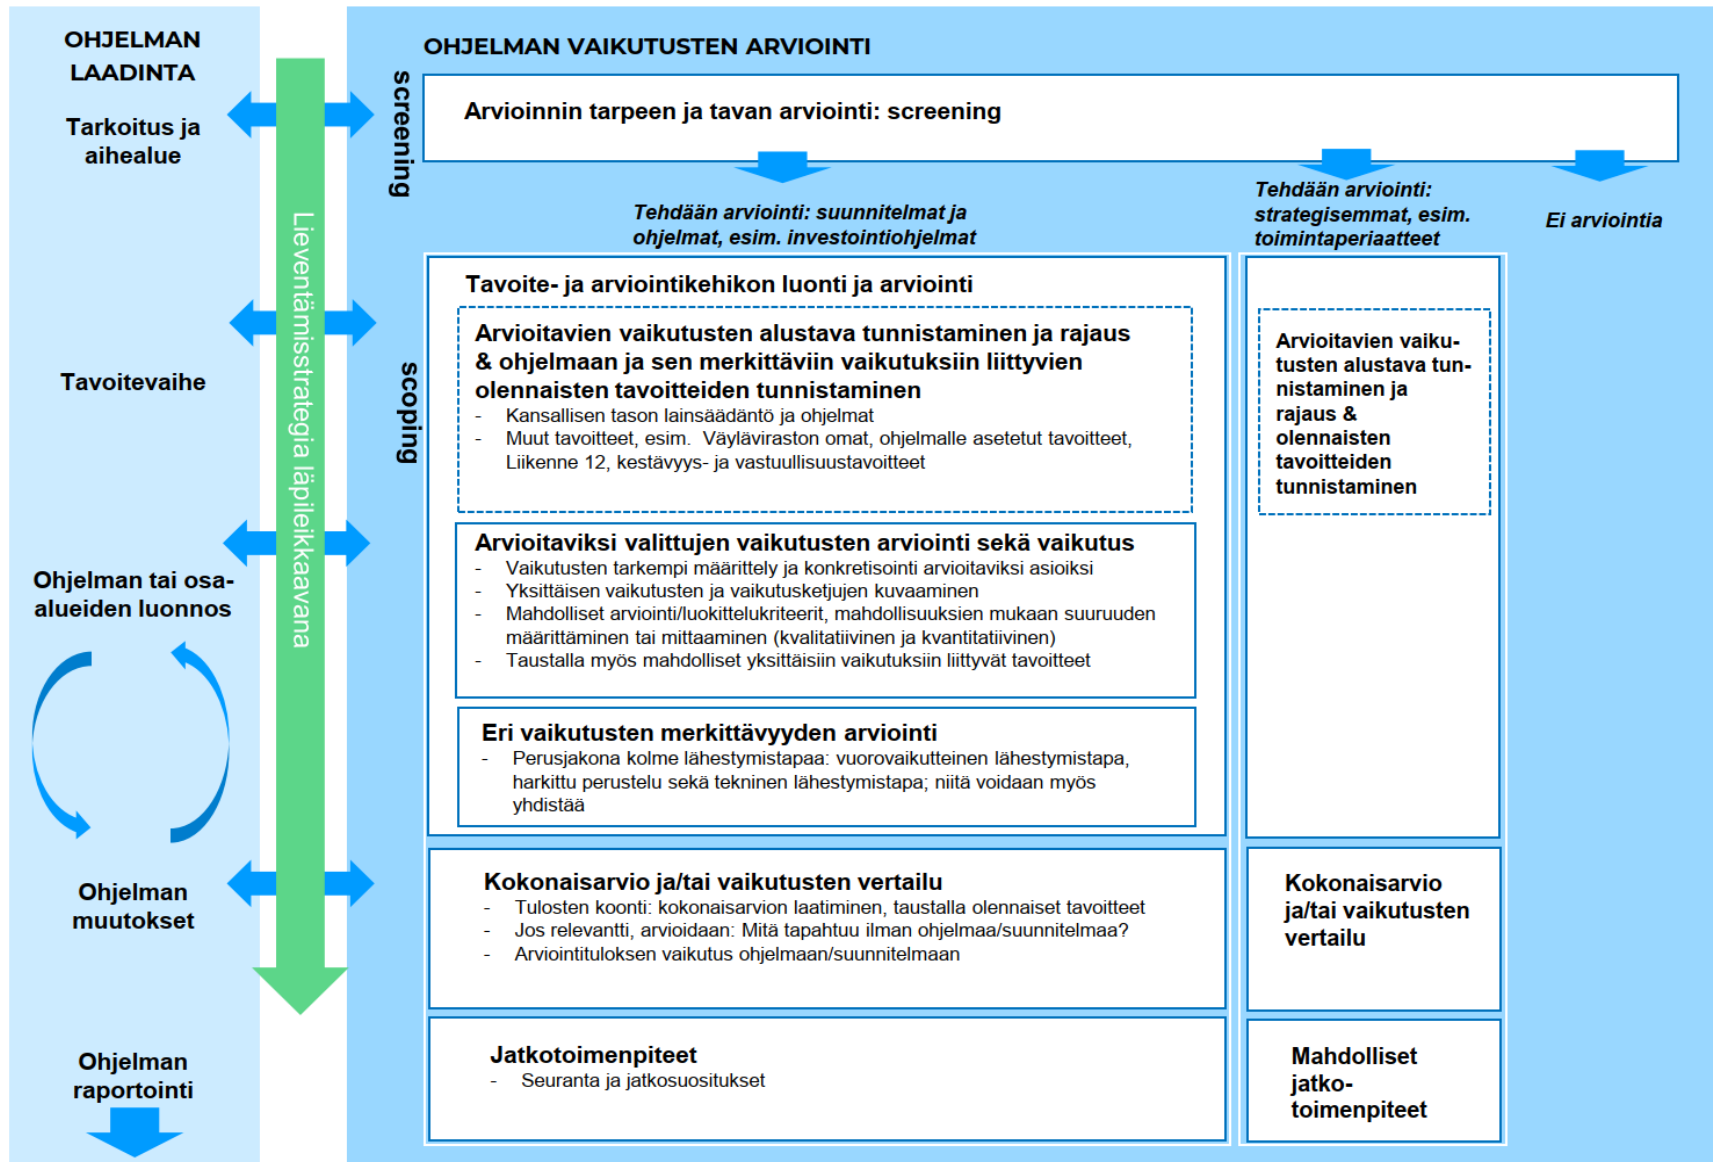 OHJELMAN
LAADINTA
Tarkoitus ja
aihealue
Tavoitevaihe
Ohjelman tai osa-
alueiden luonnos
Ohjelman
muutokset
Ohjelman
raportointi
Lieventämisstrategia läpileikkaavana
OHJELMAN VAIKUTUSTEN ARVIOINTI
screening
Arvioinnin tarpeen ja tavan arviointi: screening
Tehdään arviointi: suunnitelmat ja
ohjelmat, esim. investointiohjelmat
Tehdään arviointi:
strategisemmat, esim.
toimintaperiaatteet
Ei arviointia
scoping
Tavoite- ja arviointikehikon luonti ja arviointi
Arvioitavien vaikutusten alustava tunnistaminen ja rajaus
& ohjelmaan ja sen merkittäviin vaikutuksiin liittyvien
olennaisten tavoitteiden tunnistaminen
- Kansallisen tason lainsäädäntö ja ohjelmat
- Muut tavoitteet, esim. Väyläviraston omat, ohjelmalle asetetut tavoitteet,
Liikenne 12, kestävyys- ja vastuullisuustavoitteet
Arvioitaviksi valittujen vaikutusten arviointi sekä vaikutus
- Vaikutusten tarkempi määrittely ja konkretisointi arvioitaviksi asioiksi
- Yksittäisen vaikutusten ja vaikutusketjujen kuvaaminen
- Mahdolliset arviointi/luokittelukriteerit, mahdollisuuksien mukaan suuruuden
määrittäminen tai mittaaminen (kvalitatiivinen ja kvantitatiivinen)
- Taustalla myös mahdolliset yksittäisiin vaikutuksiin liittyvät tavoitteet
Eri vaikutusten merkittävyyden arviointi
- Perusjakona kolme lähestymistapaa: vuorovaikutteinen lähestymistapa,
harkittu perustelu sekä tekninen lähestymistapa; niitä voidaan myös
yhdistää
Arvioitavien vaiku-
tusten alustava tun-
nistaminen ja
rajaus &
olennaisten
tavoitteiden
tunnistaminen
Kokonaisarvio ja/tai vaikutusten vertailu
- Tulosten koonti: kokonaisarvion laatiminen, taustalla olennaiset tavoitteet
- Jos relevantti, arvioidaan: Mitä tapahtuu ilman ohjelmaa/suunnitelmaa?
- Arviointituloksen vaikutus ohjelmaan/suunnitelmaan
Kokonaisarvio
ja/tai vaikutusten
vertailu
Jatkotoimenpiteet
- Seuranta ja jatkosuositukset
Mahdolliset
jatko-
toimenpiteet